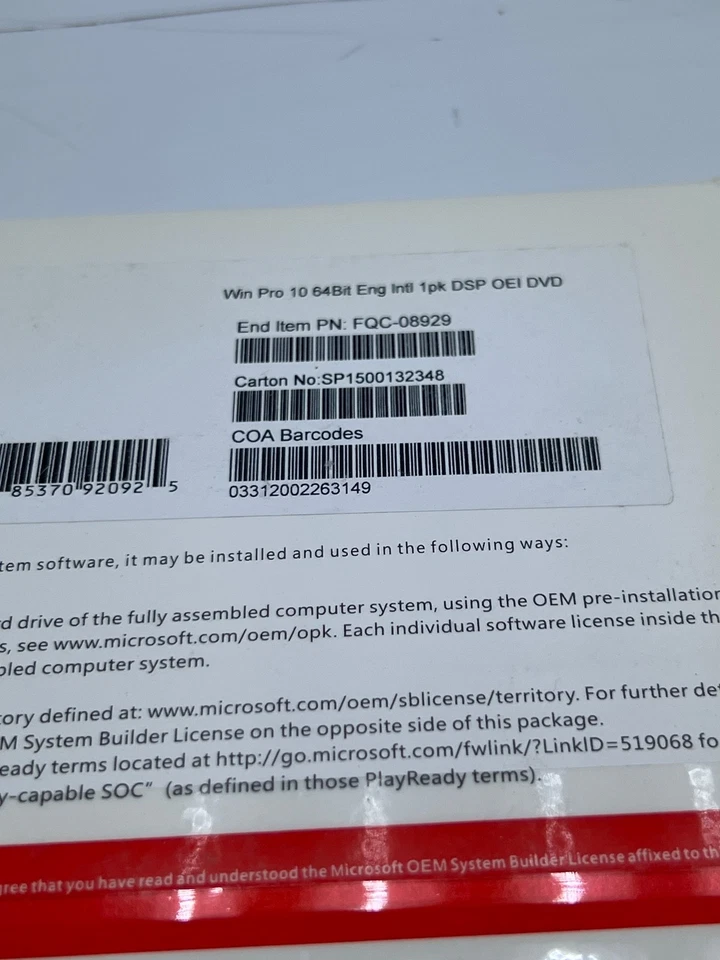 Win Pro 10 64Bit Eng Intl 1pk DSP OEI DVD
End Item PN: FQC-08929
Carton No:SP1500132348
COA Barcodes
03312002263149
85370 92092 5
tem software, it may be installed and used in the following ways:
rd drive of the fully assembled computer system, using the OEM pre-installation
s, see www.microsoft.com/oem/opk. Each individual software license inside th
bled computer system.
tory defined at: www.microsoft.com/oem/sblicense/territory. For further det
M System Builder License on the opposite side of this package.
eady terms located at http://go.microsoft.com/fwlink/?LinkID=519068 fo
y-capable SOC" (as defined in those PlayReady terms).
gree that you have read and understood the Microsoft OEM System Builder License affixed to th